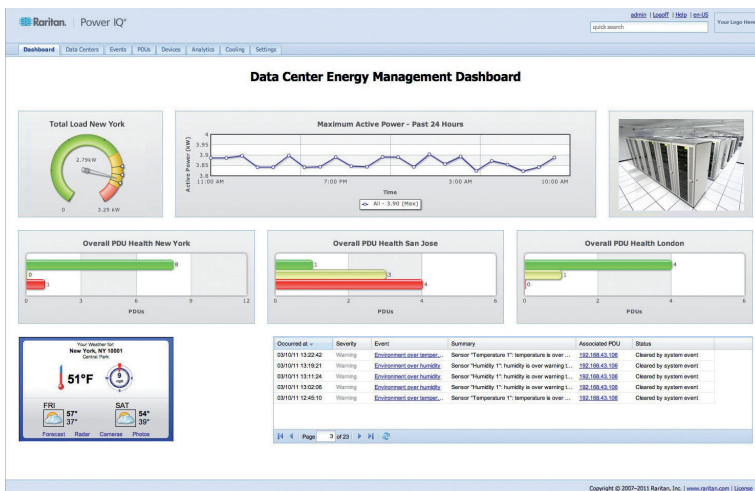 Raritan. Power IQ®
admin | Logoff | Help | en-US
quick search
Your Logo Here
Dashboard Data Centers Events PDUs Devices Analytics Cooling Settings
Data Center Energy Management Dashboard
Total Load New York
2.79kW
0 3.29 kW
Maximum Active Power - Past 24 Hours
Active Power (kW)
4
3.95
3.9
3.85
3.8
11:00 AM 7:00 PM 3:00 AM 10:00 AM
Time
All - 3.90 (Max)
Overall PDU Health New York
8
0
1
0 3 6 9 12
PDUs
Overall PDU Health San Jose
1
3
4
0 2 4 6
PDUs
Overall PDU Health London
4
1
0
0 2 4 6
PDUs
Your Weather for:
New York, NY 10001
Central Park
51°F
9
mph
FRI SAT
57° 54°
37° 39°
Forecast Radar Cameras Photos
Occurred at Severity Event Summary Associated PDU Status
03/10/11 13:22:42 Warning Environment over temper... Sensor "Temperature 1": temperature is over ... 192.168.43.106 Cleared by system event
03/10/11 13:19:21 Warning Environment over humidity Sensor "Humidity 1": humidity is over warning t... 192.168.43.106 Cleared by system event
03/10/11 13:11:24 Warning Environment over humidity Sensor "Humidity 1": humidity is over warning t... 192.168.43.106 Cleared by system event
03/10/11 13:02:06 Warning Environment over humidity Sensor "Humidity 1": humidity is over warning t... 192.168.43.106 Cleared by system event
03/10/11 12:45:10 Warning Environment over temper... Sensor "Temperature 1": temperature is over ... 192.168.43.106 Cleared by system event
Page 3 of 23
Copyright © 2007-2011 Raritan, Inc. | www.raritan.com | License